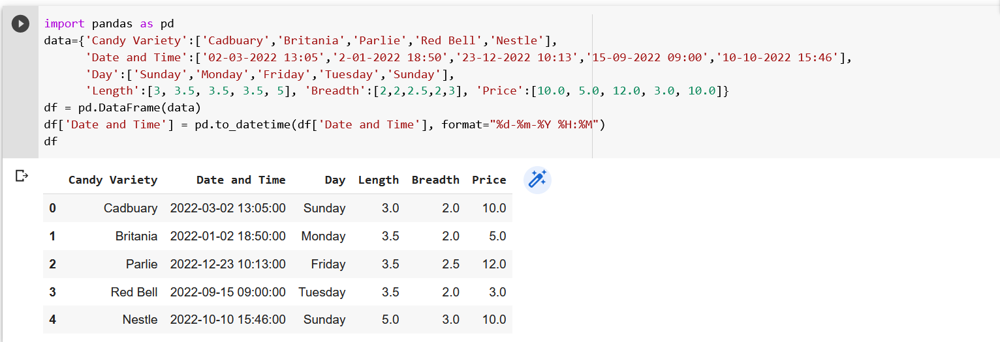 import pandas as pd
data={'Candy Variety':['Cadbuary','Britania','Parlie','Red Bell','Nestle'],
'Date and Time':['02-03-2022 13:05','2-01-2022 18:50','23-12-2022 10:13','15-09-2022 09:00','10-10-2022 15:46'],
'Day':['Sunday','Monday','Friday','Tuesday','Sunday'],
'Length':[3, 3.5, 3.5, 3.5, 5], 'Breadth':[2,2,2.5,2,3], 'Price':[10.0, 5.0, 12.0, 3.0, 10.0]}
df = pd.DataFrame(data)
df['Date and Time'] = pd.to_datetime(df['Date and Time'], format="%d-%m-%Y %H:%M")
df
Candy Variety Date and Time Day Length Breadth Price
0 Cadbuary 2022-03-02 13:05:00 Sunday 3.0 2.0 10.0
1 Britania 2022-01-02 18:50:00 Monday 3.5 2.0 5.0
2 Parlie 2022-12-23 10:13:00 Friday 3.5 2.5 12.0
3 Red Bell 2022-09-15 09:00:00 Tuesday 3.5 2.0 3.0
4 Nestle 2022-10-10 15:46:00 Sunday 5.0 3.0 10.0